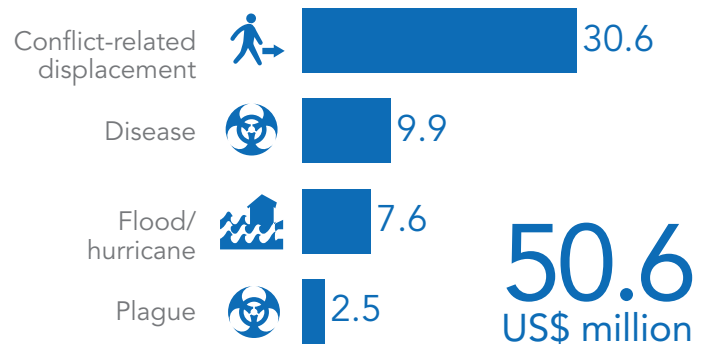 Conflict-related
displacement
30.6
Disease
9.9
Flood/
hurricane
7.6
Plague
2.5
50.6
US$ million